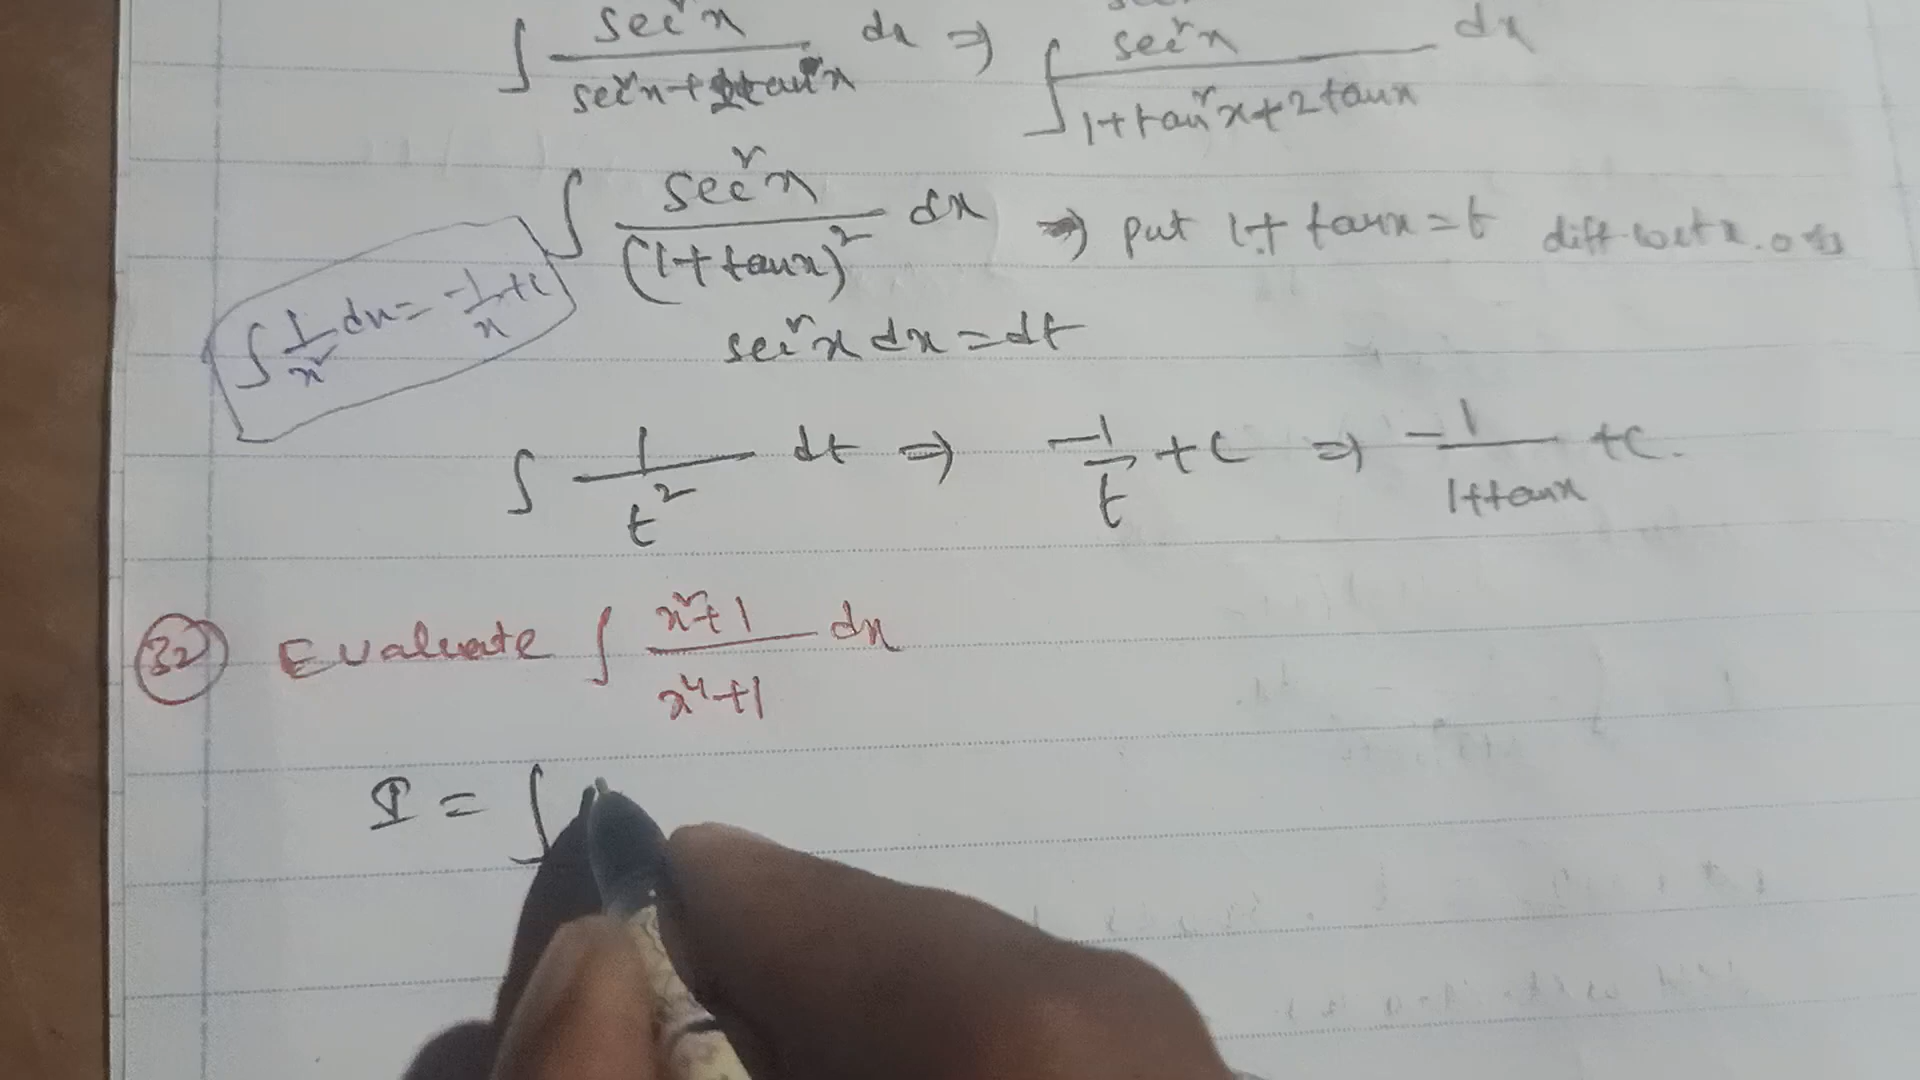 ∫ sec²x / (sec²x + 2tanx) dx ⇒ ∫ sec²x / (1+tan²x+2tanx) dx
∫ sec²x / (1+tanx)² dx ⇒ put 1+tanx=t diff w.r.t x. o.b.s
∫ 1/x² dx = -1/x +c
sec²x dx = dt
∫ 1/t² dt ⇒ -1/t + c ⇒ -1/(1+tanx) + c.
32 Evaluate ∫ (x²+1)/(x⁴+1) dx
I = ∫